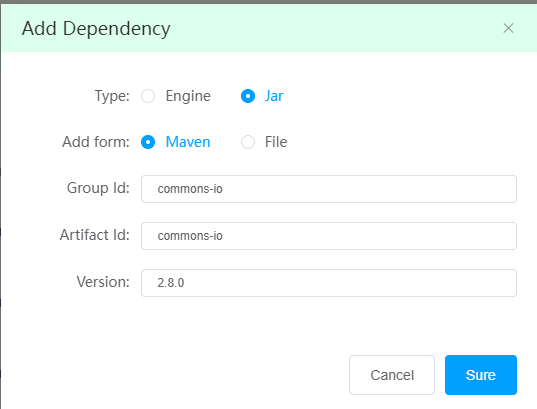 Add Dependency
Type: Engine Jar
Add form: Maven File
Group Id: commons-io
Artifact Id: commons-io
Version: 2.8.0
Cancel Sure